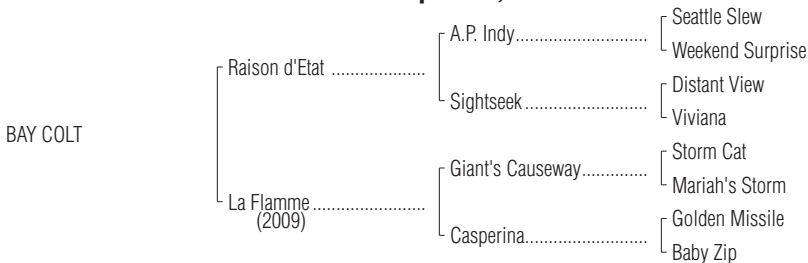 Seattle Slew
A.P. Indy..............................
Weekend Surprise
Raison d'Etat .....................
Distant View
Sightseek ............................
Viviana
BAY COLT
Storm Cat
Giant's Causeway...............
Mariah's Storm
La Flamme .........................
(2009)
Golden Missile
Casperina............................
Baby Zip